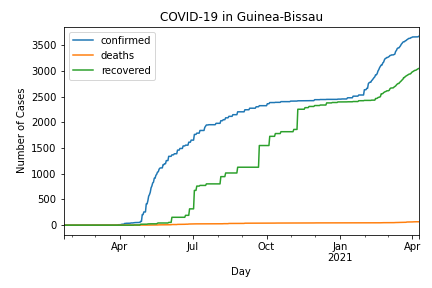 COVID-19 in Guinea-Bissau
confirmed
deaths
recovered
Number of Cases
3500
3000
2500
2000
1500
1000
500
0
Apr
Jul
Oct
Jan
2021
Apr
Day